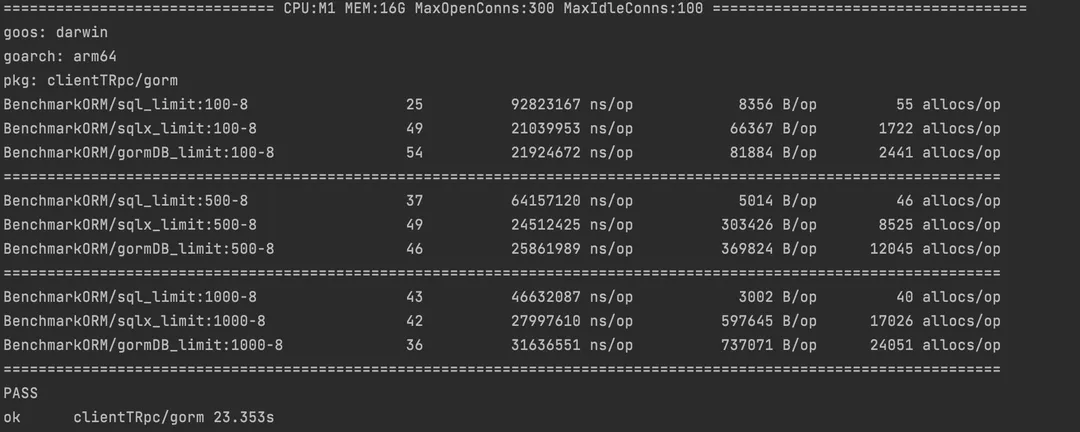 =============================== CPU:M1 MEM:16G MaxOpenConns:300 MaxIdleConns:100 ====================================
goos: darwin
goarch: arm64
pkg: clientTRpc/gorm
BenchmarkORM/sql_limit:100-8 25 92823167 ns/op 8356 B/op 55 allocs/op
BenchmarkORM/sqlx_limit:100-8 49 21039953 ns/op 66367 B/op 1722 allocs/op
BenchmarkORM/gormDB_limit:100-8 54 21924672 ns/op 81884 B/op 2441 allocs/op
=================================================================================================================
BenchmarkORM/sql_limit:500-8 37 64157120 ns/op 5014 B/op 46 allocs/op
BenchmarkORM/sqlx_limit:500-8 49 24512425 ns/op 303426 B/op 8525 allocs/op
BenchmarkORM/gormDB_limit:500-8 46 25861989 ns/op 369824 B/op 12045 allocs/op
=================================================================================================================
BenchmarkORM/sql_limit:1000-8 43 46632087 ns/op 3002 B/op 40 allocs/op
BenchmarkORM/sqlx_limit:1000-8 42 27997610 ns/op 597645 B/op 17026 allocs/op
BenchmarkORM/gormDB_limit:1000-8 36 31636551 ns/op 737071 B/op 24051 allocs/op
=================================================================================================================
PASS
ok clientTRpc/gorm 23.353s